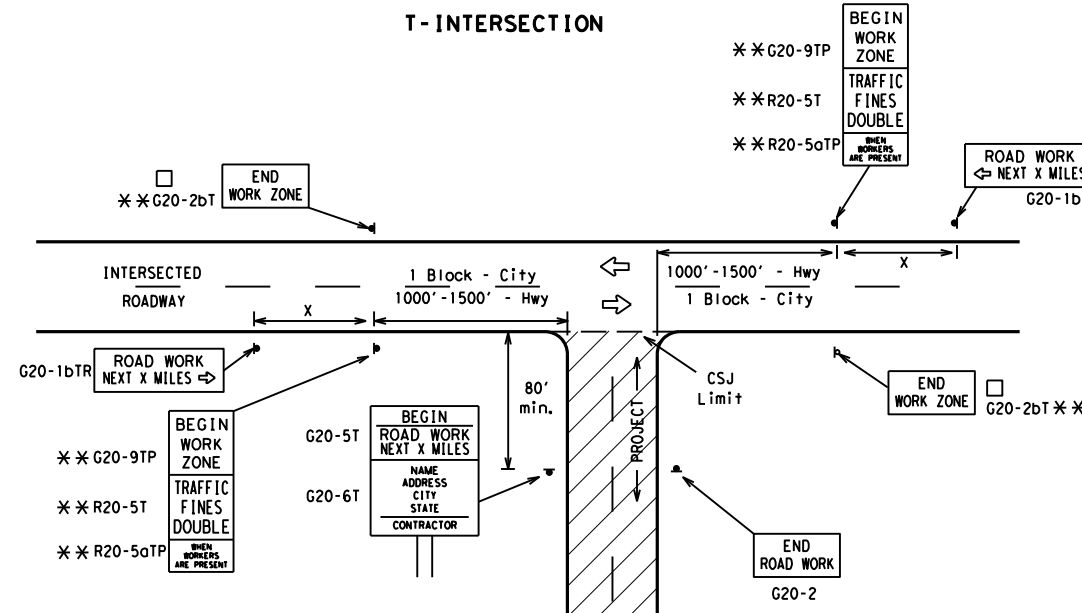 T-INTERSECTION
BEGIN
WORK
ZONE
✱✱G20-9TP
TRAFFIC
FINES
DOUBLE
✱✱R20-5T
WHEN
WORKERS
ARE PRESENT
✱✱R20-5aTP
ROAD WORK
⇦ NEXT X MILES
G20-1b
END
WORK ZONE
□
✱✱G20-2bT
INTERSECTED
ROADWAY
1 Block - City
1000'-1500' - Hwy
X
1000'-1500' - Hwy
1 Block - City
X
G20-1bTR
ROAD WORK
NEXT X MILES ⇨
80'
min.
CSJ
Limit
PROJECT
END
WORK ZONE
□
G20-2bT ✱✱
BEGIN
WORK
ZONE
✱✱ G20-9TP
TRAFFIC
FINES
DOUBLE
✱✱ R20-5T
WHEN
WORKERS
ARE PRESENT
✱✱ R20-5aTP
G20-5T
BEGIN
ROAD WORK
NEXT X MILES
G20-6T
NAME
ADDRESS
CITY
STATE
CONTRACTOR
END
ROAD WORK
G20-2